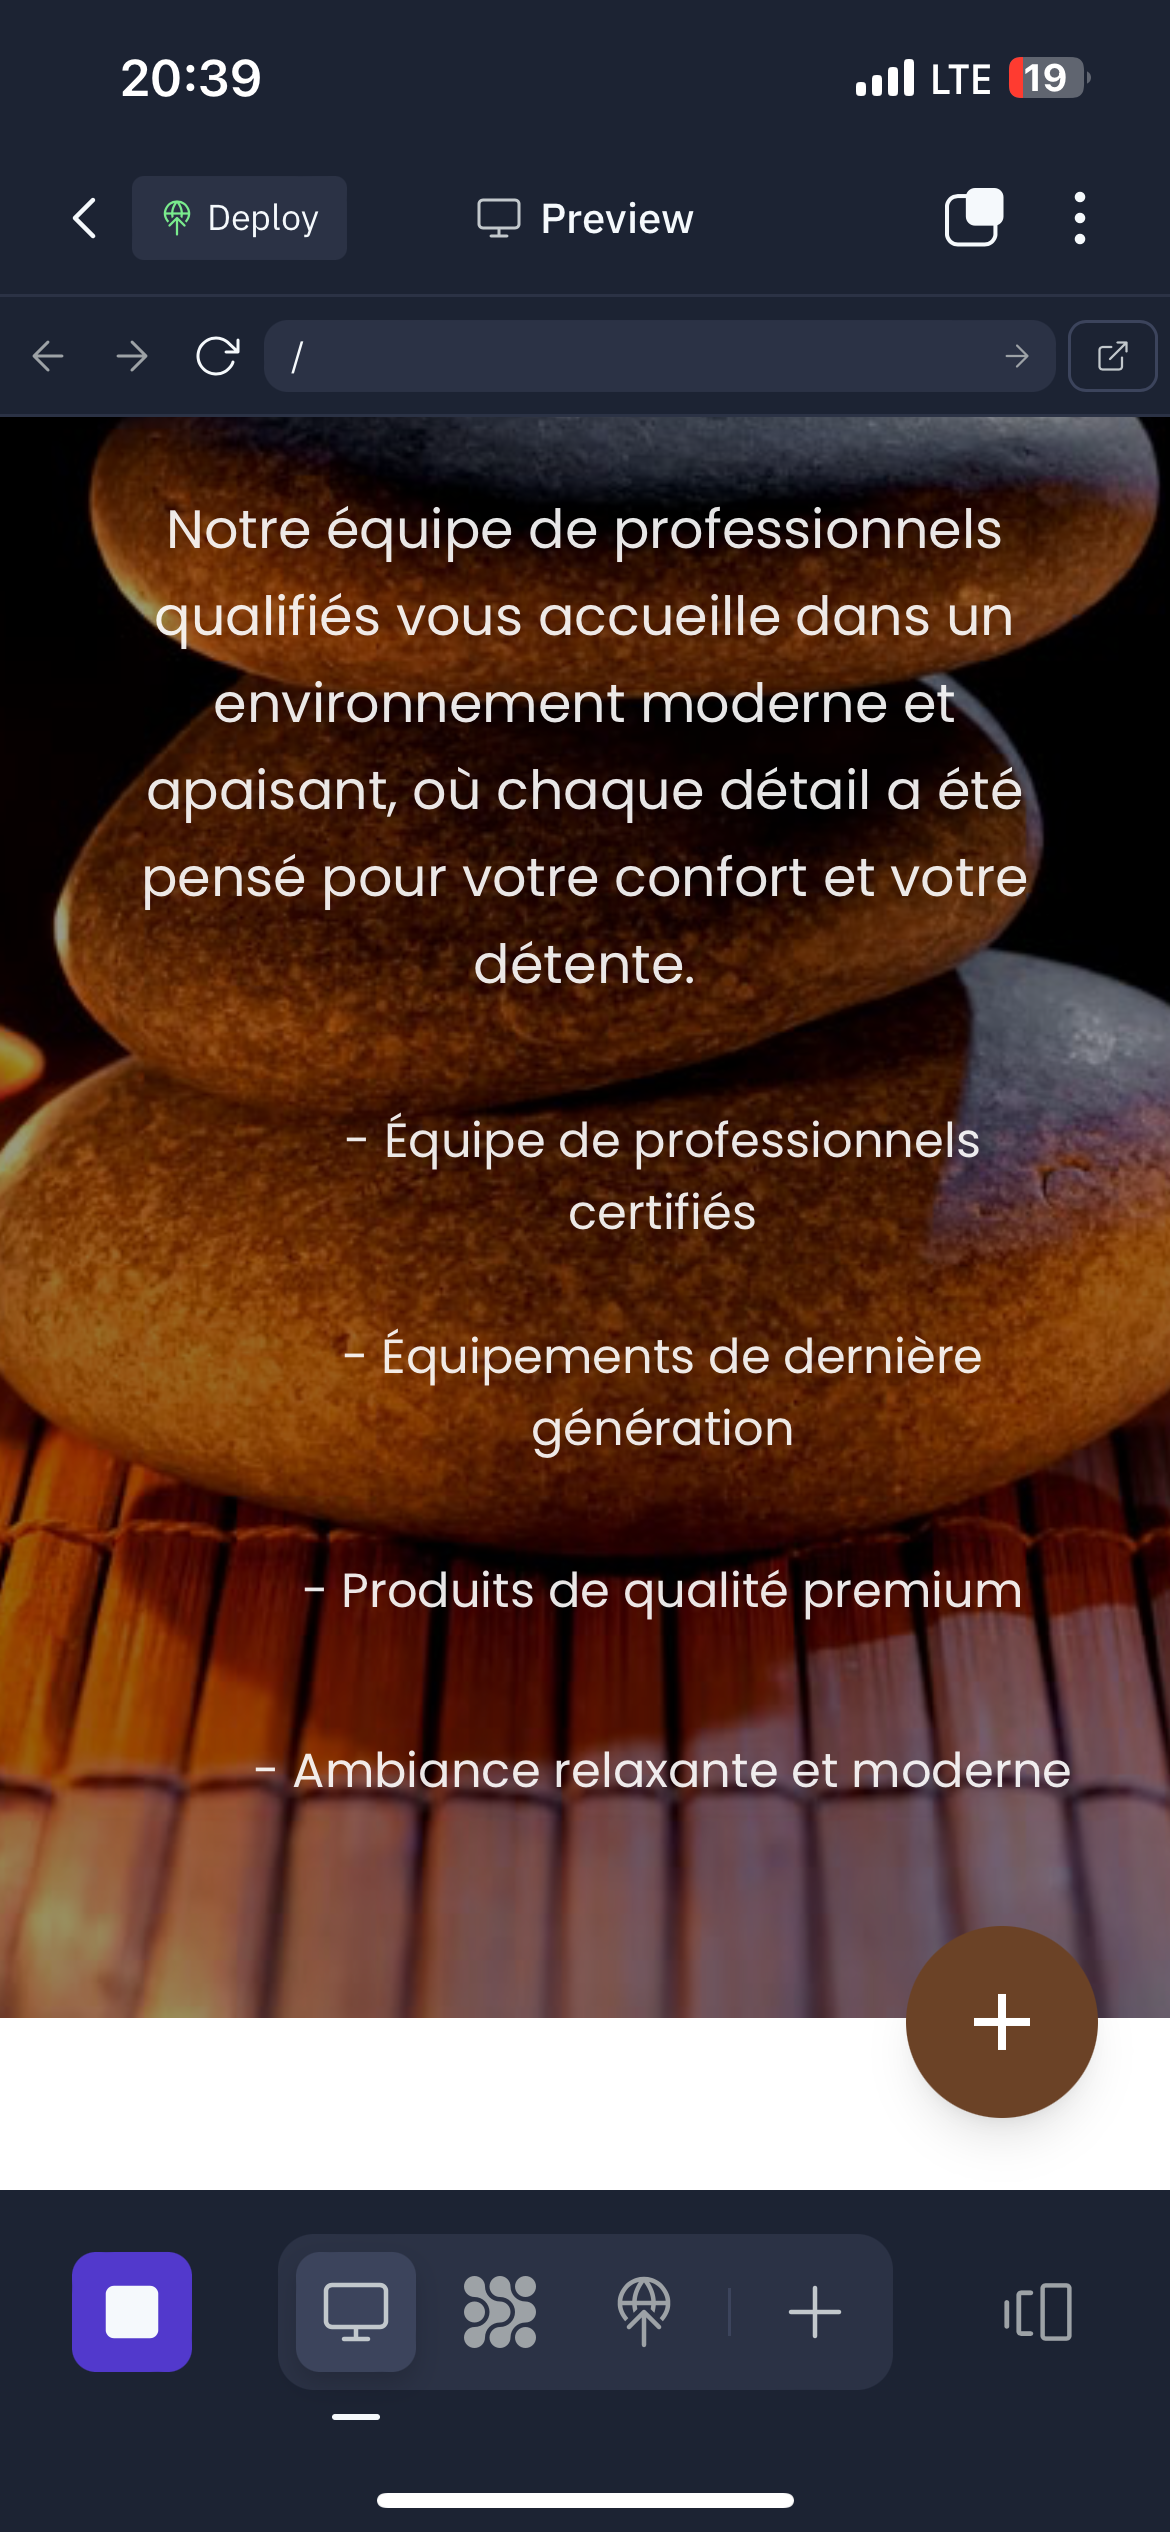 20:39
LTE 19
Deploy
Preview
/
Notre équipe de professionnels
qualifiés vous accueille dans un
environnement moderne et
apaisant, où chaque détail a été
pensé pour votre confort et votre
détente.
- Équipe de professionnels
certifiés
- Équipements de dernière
génération
- Produits de qualité premium
- Ambiance relaxante et moderne